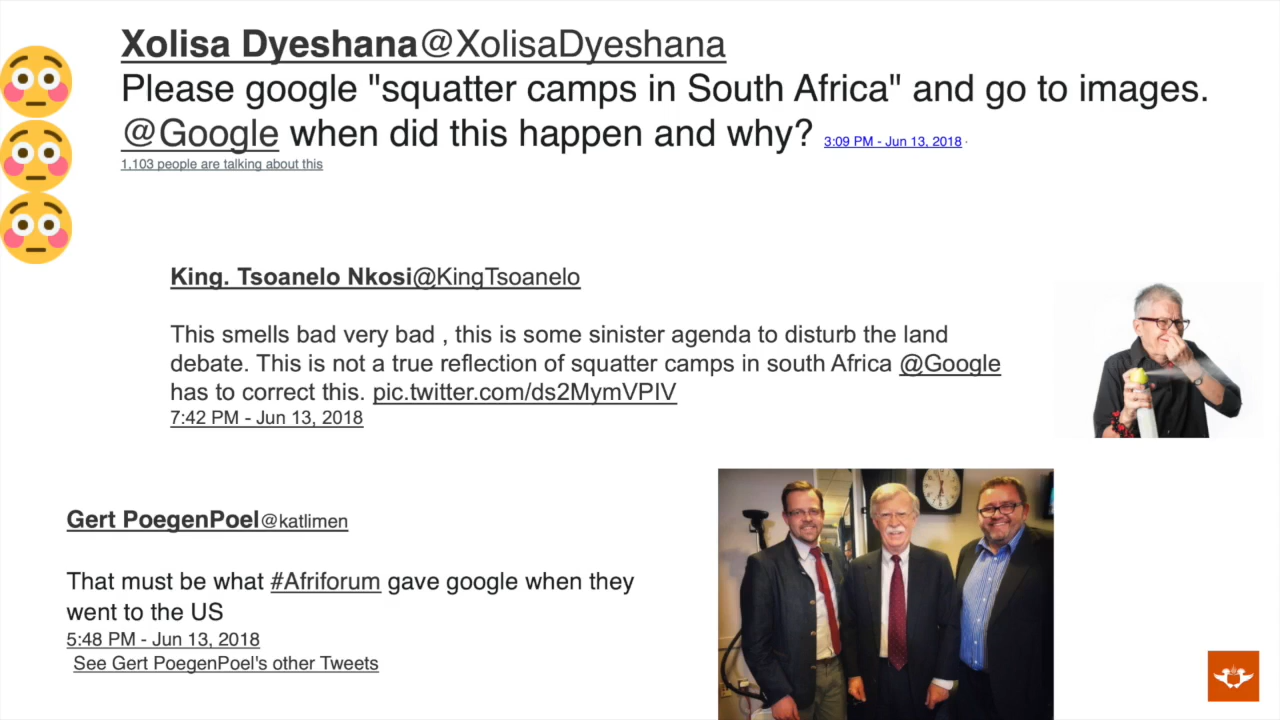 Xolisa Dyeshana@XolisaDyeshana
Please google "squatter camps in South Africa" and go to images.
@Google when did this happen and why? 3:09 PM - Jun 13, 2018 ·
1,103 people are talking about this
King. Tsoanelo Nkosi@KingTsoanelo
This smells bad very bad , this is some sinister agenda to disturb the land
debate. This is not a true reflection of squatter camps in south Africa @Google
has to correct this. pic.twitter.com/ds2MymVPIV
7:42 PM - Jun 13, 2018
Gert PoegenPoel@katlimen
That must be what #Afriforum gave google when they
went to the US
5:48 PM - Jun 13, 2018
See Gert PoegenPoel's other Tweets